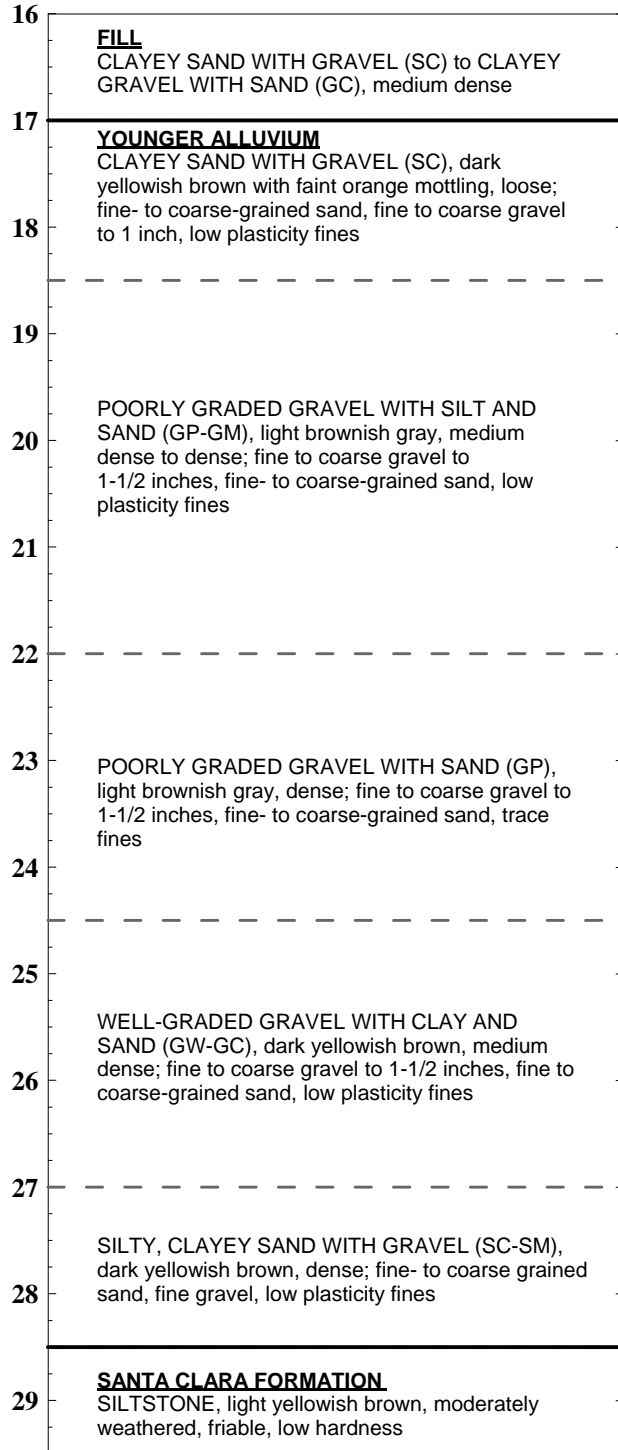 16
FILL
CLAYEY SAND WITH GRAVEL (SC) to CLAYEY
GRAVEL WITH SAND (GC), medium dense
17
YOUNGER ALLUVIUM
CLAYEY SAND WITH GRAVEL (SC), dark
yellowish brown with faint orange mottling, loose;
fine- to coarse-grained sand, fine to coarse gravel
18
to 1 inch, low plasticity fines
19
POORLY GRADED GRAVEL WITH SILT AND
20
SAND (GP-GM), light brownish gray, medium
dense to dense; fine to coarse gravel to
1-1/2 inches, fine- to coarse-grained sand, low
plasticity fines
21
22
23
POORLY GRADED GRAVEL WITH SAND (GP),
light brownish gray, dense; fine to coarse gravel to
1-1/2 inches, fine- to coarse-grained sand, trace
fines
24
25
WELL-GRADED GRAVEL WITH CLAY AND
SAND (GW-GC), dark yellowish brown, medium
26
dense; fine to coarse gravel to 1-1/2 inches, fine to
coarse-grained sand, low plasticity fines
27
SILTY, CLAYEY SAND WITH GRAVEL (SC-SM),
dark yellowish brown, dense; fine- to coarse grained
28
sand, fine gravel, low plasticity fines
SANTA CLARA FORMATION
29
SILTSTONE, light yellowish brown, moderately
weathered, friable, low hardness